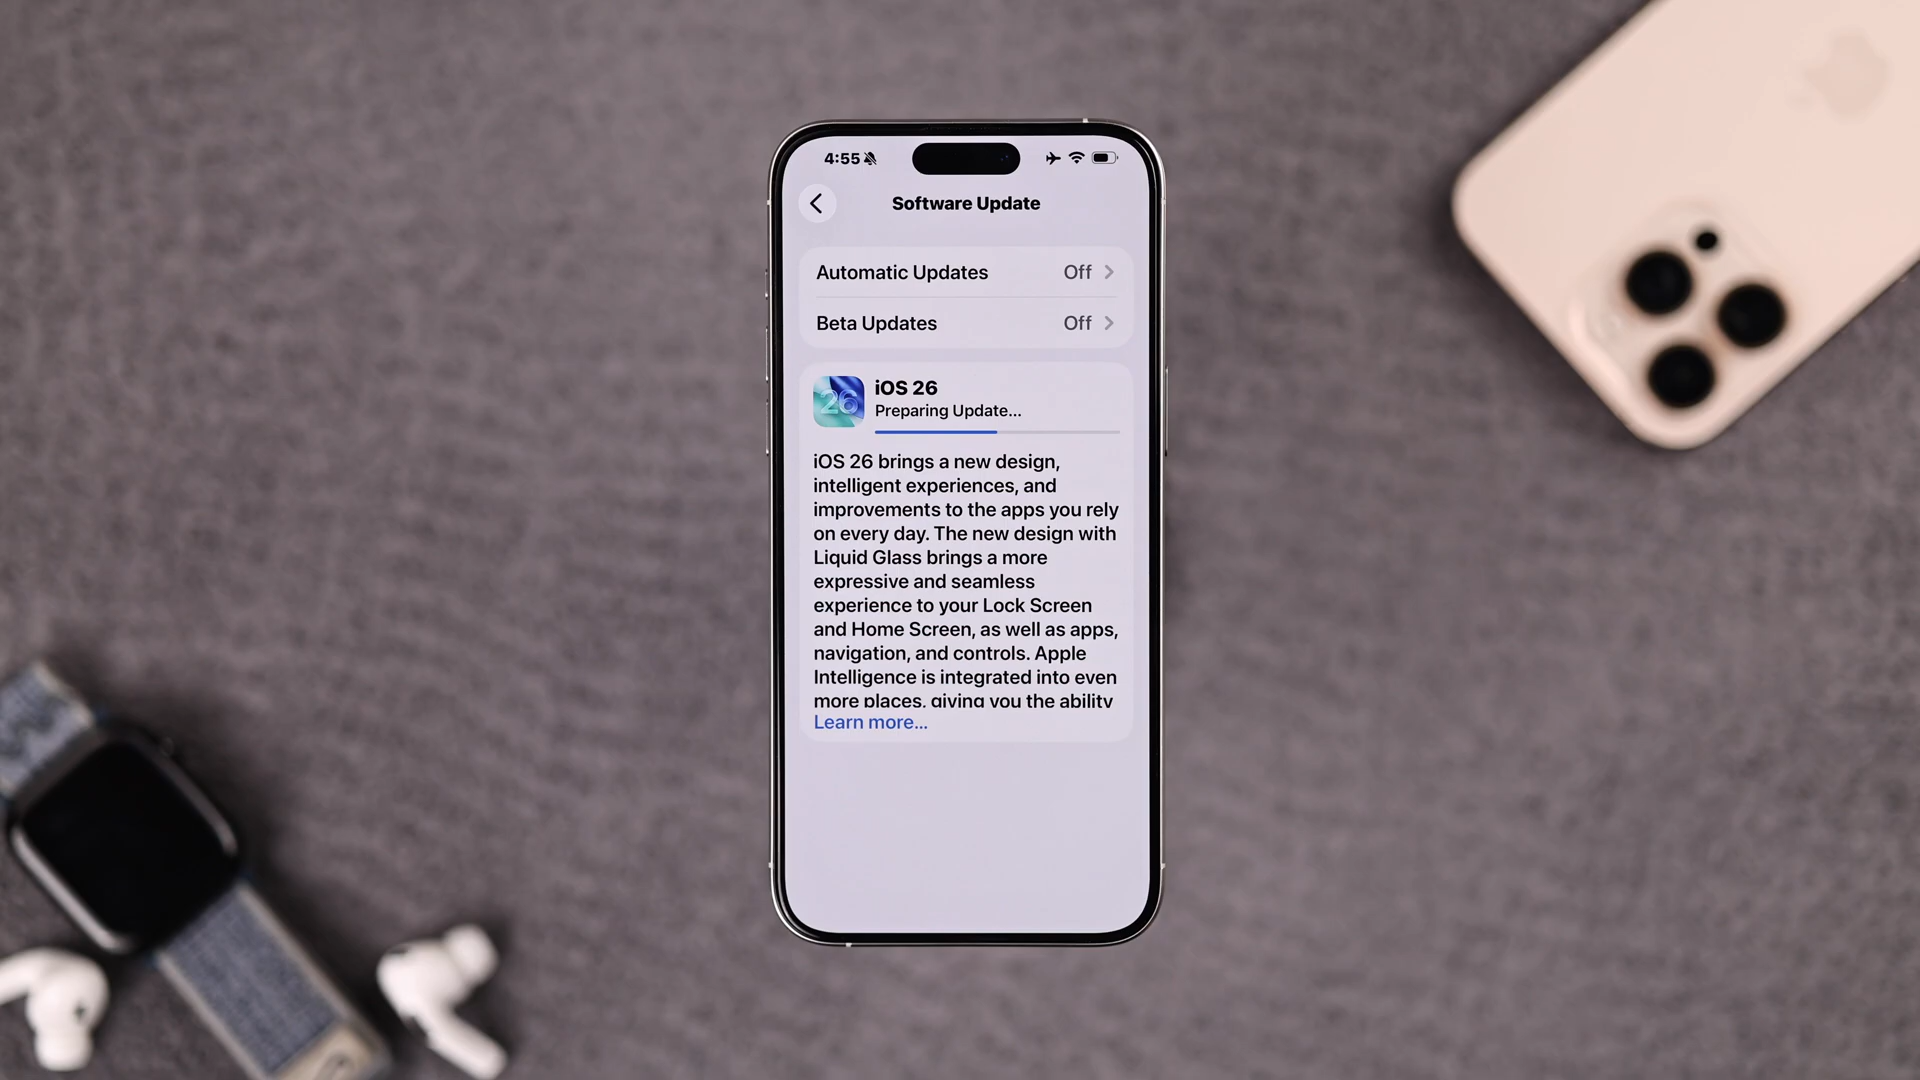 4:55
Software Update
Automatic Updates Off
Beta Updates Off
26
iOS 26
Preparing Update...
iOS 26 brings a new design,
intelligent experiences, and
improvements to the apps you rely
on every day. The new design with
Liquid Glass brings a more
expressive and seamless
experience to your Lock Screen
and Home Screen, as well as apps,
navigation, and controls. Apple
Intelligence is integrated into even
more places, giving you the ability
Learn more...